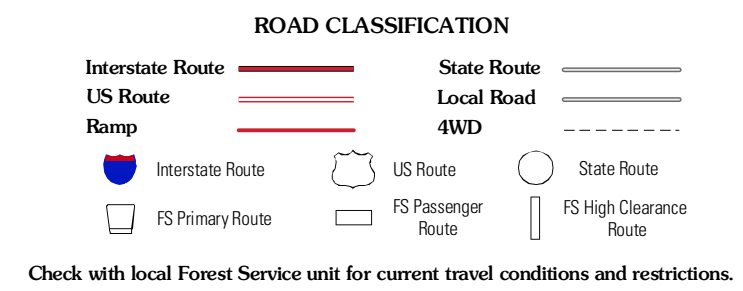 ROAD CLASSIFICATION
Interstate Route
State Route
US Route
Local Road
Ramp
4WD
Interstate Route
US Route
State Route
FS Primary Route
FS Passenger
Route
FS High Clearance
Route
Check with local Forest Service unit for current travel conditions and restrictions.